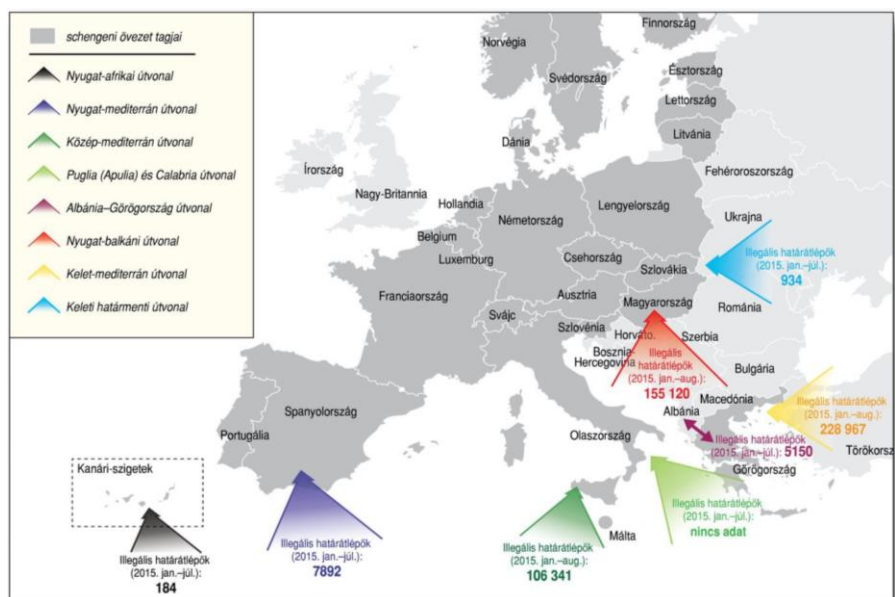 schengeni övezet tagjai
Nyugat-afrikai útvonal
Nyugat-mediterrán útvonal
Közép-mediterrán útvonal
Puglia (Apulia) és Calabria útvonal
Albánia–Görögország útvonal
Nyugat-balkáni útvonal
Kelet-mediterrán útvonal
Keleti határmenti útvonal
Finnország
Norvégia
Svédország
Észtország
Lettország
Litvánia
Dánia
Írország
Nagy-Britannia
Fehéroroszország
Hollandia
Lengyelország
Németország
Ukrajna
Belgium
Luxemburg
Csehország
Szlovákia
Illegális határátlépők
(2015. jan.–júl.):
934
Franciaország
Ausztria
Magyarország
Románia
Svájc
Szlovénia
Horváto.
Szerbia
Bosznia-
Hercegovina
Illegális
határátlépők
(2015. jan.–aug.):
155 120
Bulgária
Macedónia
Albánia
Illegális határátlépők
(2015. jan.–aug.):
228 967
Spanyolország
Portugália
Olaszország
Illegális határátlépők
(2015. jan.–júl.): 5150
Törökorsz
Görögország
Kanári-szigetek
Illegális határátlépők
(2015. jan.–júl.):
nincs adat
Málta
Illegális határátlépők
(2015. jan.–júl.):
184
Illegális határátlépők
(2015. jan.–júl.):
7892
Illegális határátlépők
(2015. jan.–aug.):
106 341